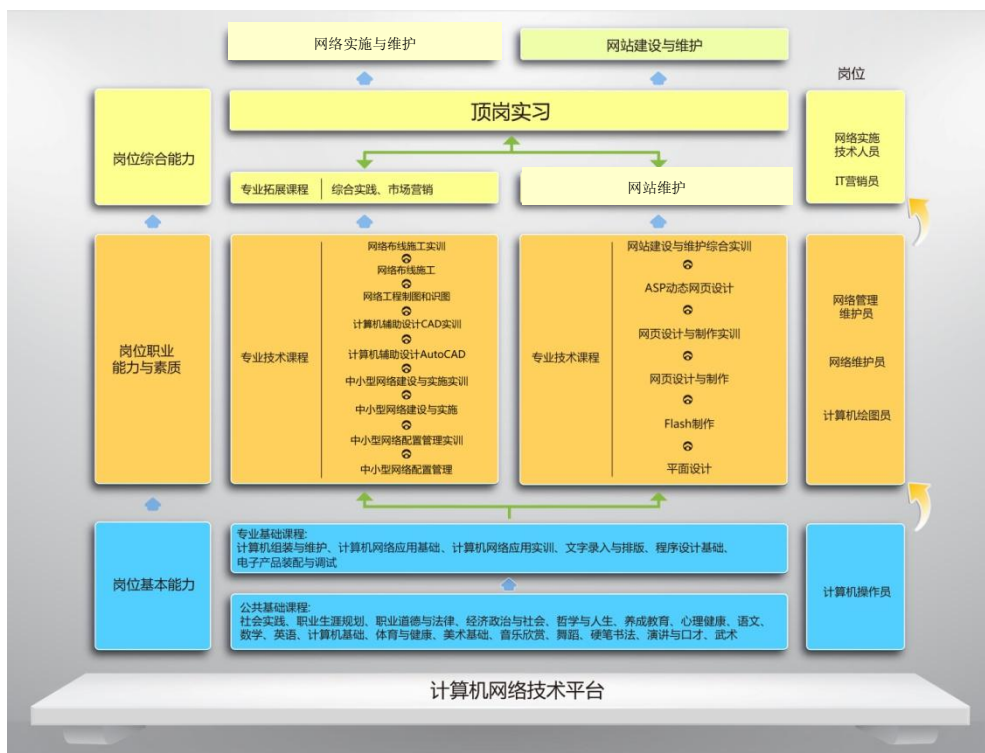 网络实施与维护
网站建设与维护
岗位
顶岗实习
岗位综合能力
网络实施
技术人员
IT营销员
专业拓展课程
综合实践、市场营销
网站维护
岗位职业
能力与素质
专业技术课程
网络布线施工实训
网络布线施工
网络工程制图和识图
计算机辅助设计CAD实训
计算机辅助设计AutoCAD
中小型网络建设与实施实训
中小型网络建设与实施
中小型网络配置管理实训
中小型网络配置管理
专业技术课程
网站建设与维护综合实训
ASP动态网页设计
网页设计与制作实训
网页设计与制作
Flash制作
平面设计
网络管理
维护员
网络维护员
计算机绘图员
岗位基本能力
专业基础课程:
计算机组装与维护、计算机网络应用基础、计算机网络应用实训、文字录入与排版、程序设计基础、
电子产品装配与调试
公共基础课程:
社会实践、职业生涯规划、职业道德与法律、经济政治与社会、哲学与人生、养成教育、心理健康、语文、
数学、英语、计算机基础、体育与健康、美术基础、音乐欣赏、舞蹈、硬笔书法、演讲与口才、武术
计算机操作员
计算机网络技术平台